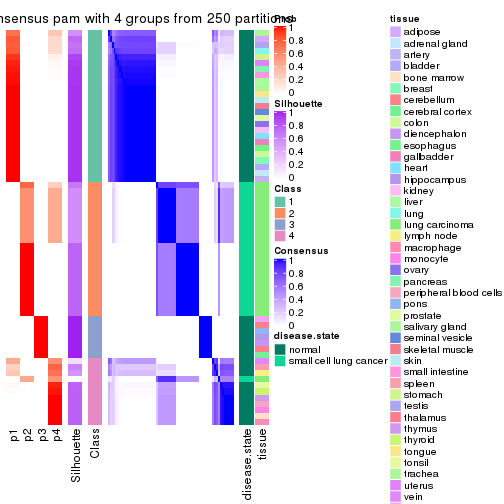 nsensus pam with 4 groups from 250 partitions
Prob
1
0.8
0.6
0.4
0.2
0
Silhouette
1
0.8
0.6
0.4
0.2
0
Class
1
2
3
4
Consensus
1
0.8
0.6
0.4
0.2
0
disease.state
normal
small cell lung cancer
tissue
adipose
adrenal gland
artery
bladder
bone marrow
breast
cerebellum
cerebral cortex
colon
diencephalon
esophagus
galbladder
heart
hippocampus
kidney
liver
lung
lung carcinoma
lymph node
macrophage
monocyte
ovary
pancreas
peripheral blood cells
pons
prostate
salivary gland
seminal vesicle
skeletal muscle
skin
small intestine
spleen
stomach
testis
thalamus
thymus
thyroid
tongue
tonsil
trachea
uterus
vein
p1
p2
p3
p4
Silhouette
Class
disease.state
tissue